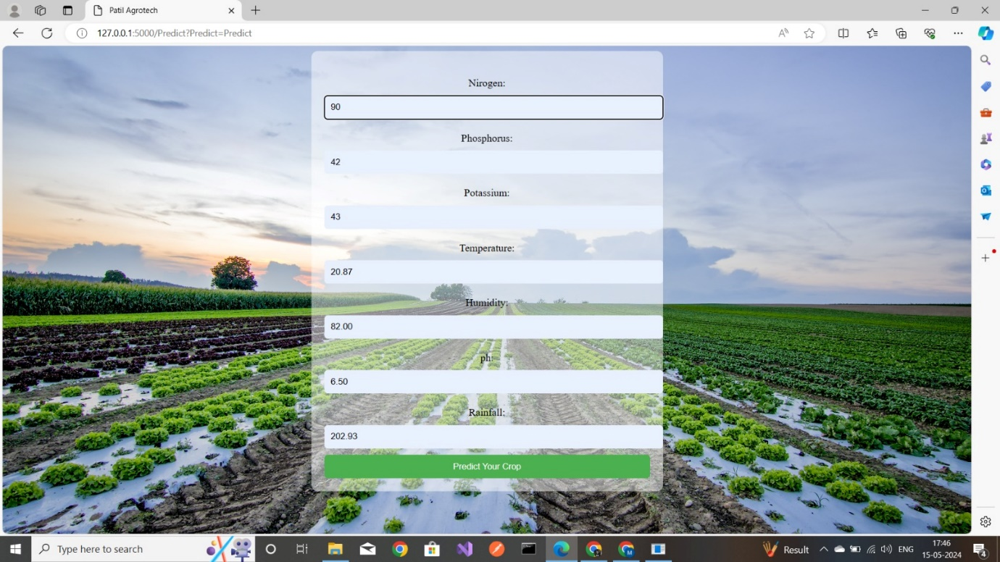 Patil Agrotech
127.0.0.1:5000/Predict?Predict=Predict
Nirogen:
90
Phosphorus:
42
Potassium:
43
Temperature:
20.87
Humidity:
82.00
ph:
6.50
Rainfall:
202.93
Predict Your Crop
Type here to search
Result
ENG
17:46
15-05-2024
4